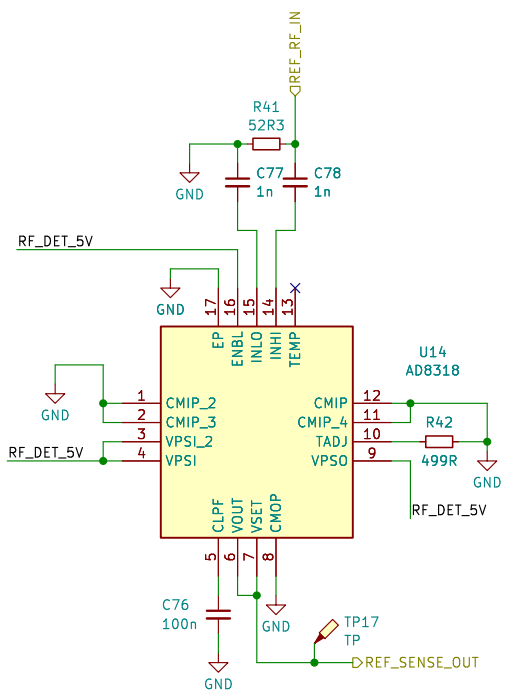 REF_RF_IN
R41
52R3
C77
1n
C78
1n
GND
RF_DET_5V
GND
17
16
15
14
13
EP
ENBL
INLO
INHI
TEMP
U14
AD8318
1
CMIP_2
CMIP
12
2
CMIP_3
CMIP_4
11
GND
3
VPSI_2
TADJ
10
R42
RF_DET_5V
4
VPSI
VPSO
9
499R
GND
RF_DET_5V
CLPF
VOUT
VSET
CMOP
5
6
7
8
C76
100n
GND
TP17
TP
REF_SENSE_OUT
GND